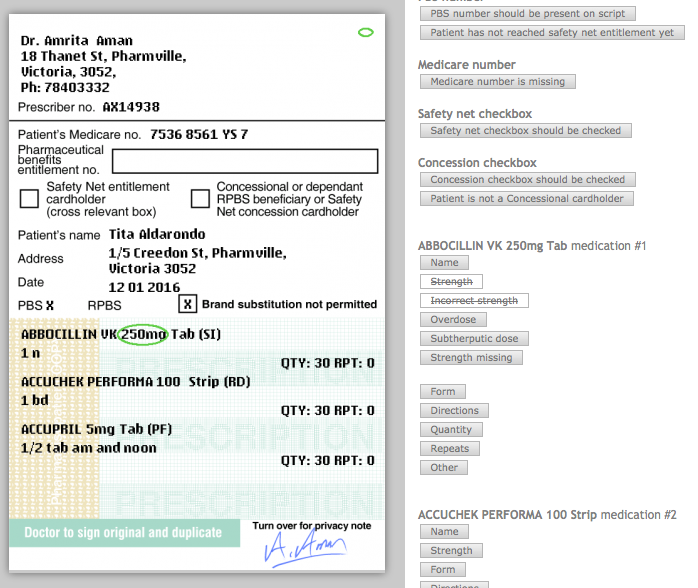 Dr. Amrita Aman
18 Thanet St, Pharmville,
Victoria, 3052,
Ph: 78403332
Prescriber no. AX14938
Patient's Medicare no. 7536 8561 YS 7
Pharmaceutical
benefits
entitlement no.
Safety Net entitlement
cardholder
(cross relevant box)
Concessional or dependant
RPBS beneficiary or Safety
Net concession cardholder
Patient's name Tita Aldarondo
Address 1/5 Creedon St, Pharmville,
Victoria 3052
Date 12 01 2016
PBS X RPBS X Brand substitution not permitted
ABBOCILLIN VK 250mg Tab (SI)
1 n
QTY: 30 RPT: 0
ACCUCHEK PERFORMA 100 Strip (RD)
1 bd
QTY: 30 RPT: 0
ACCUPRIL 5mg Tab (PF)
1/2 tab am and noon
QTY: 30 RPT: 0
PRESCRIPTION
PRESCRIPTION
PRESCRIPTION
Doctor to sign original and duplicate
Turn over for privacy note
A. Aman
PBS number should be present on script
Patient has not reached safety net entitlement yet
Medicare number
Medicare number is missing
Safety net checkbox
Safety net checkbox should be checked
Concession checkbox
Concession checkbox should be checked
Patient is not a Concessional cardholder
ABBOCILLIN VK 250mg Tab medication #1
Name
Strength
Incorrect strength
Overdose
Subtherputic dose
Strength missing
Form
Directions
Quantity
Repeats
Other
ACCUCHEK PERFORMA 100 Strip medication #2
Name
Strength
Form